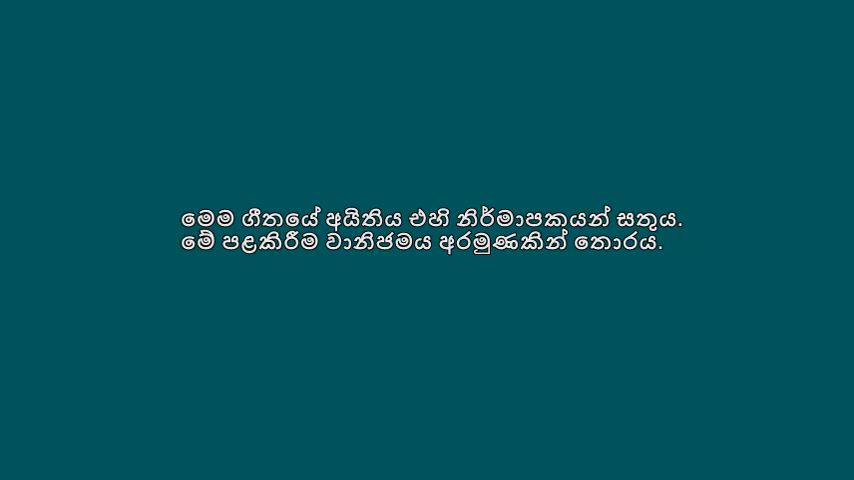 මෙම ගීතයේ අයිතිය එහි නිර්මාපකයන් සතුය.
මේ පළකිරීම වානිජමය අරමුණකින් තොරය.